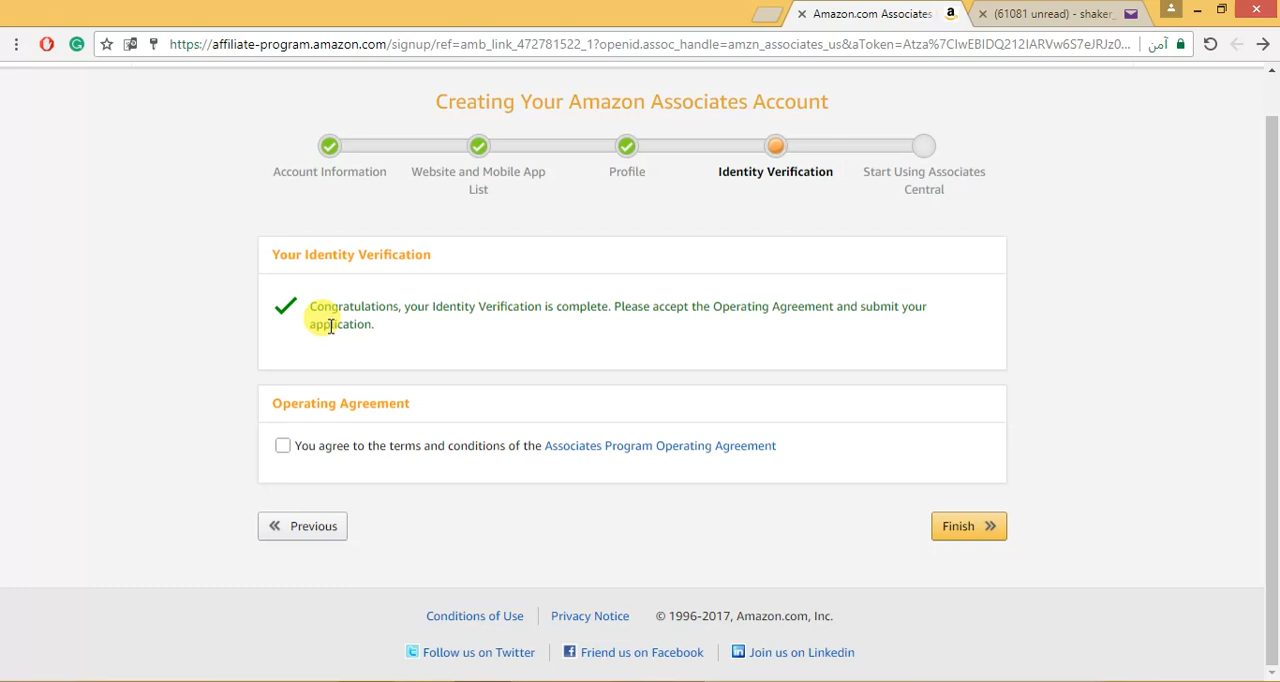 Amazon.com Associates
(61081 unread) - shaker_
https://affiliate-program.amazon.com/signup/ref=amb_link_472781522_1?openid.assoc_handle=amzn_associates_us&aToken=Atza%7CIwEBIDQ212IARVw6S7eJRJz0...
آمن
Creating Your Amazon Associates Account
Account Information
Website and Mobile App List
Profile
Identity Verification
Start Using Associates Central
Your Identity Verification
Congratulations, your Identity Verification is complete. Please accept the Operating Agreement and submit your
application.
Operating Agreement
You agree to the terms and conditions of the Associates Program Operating Agreement
Previous
Finish
Conditions of Use
Privacy Notice
© 1996-2017, Amazon.com, Inc.
Follow us on Twitter
Friend us on Facebook
Join us on Linkedin